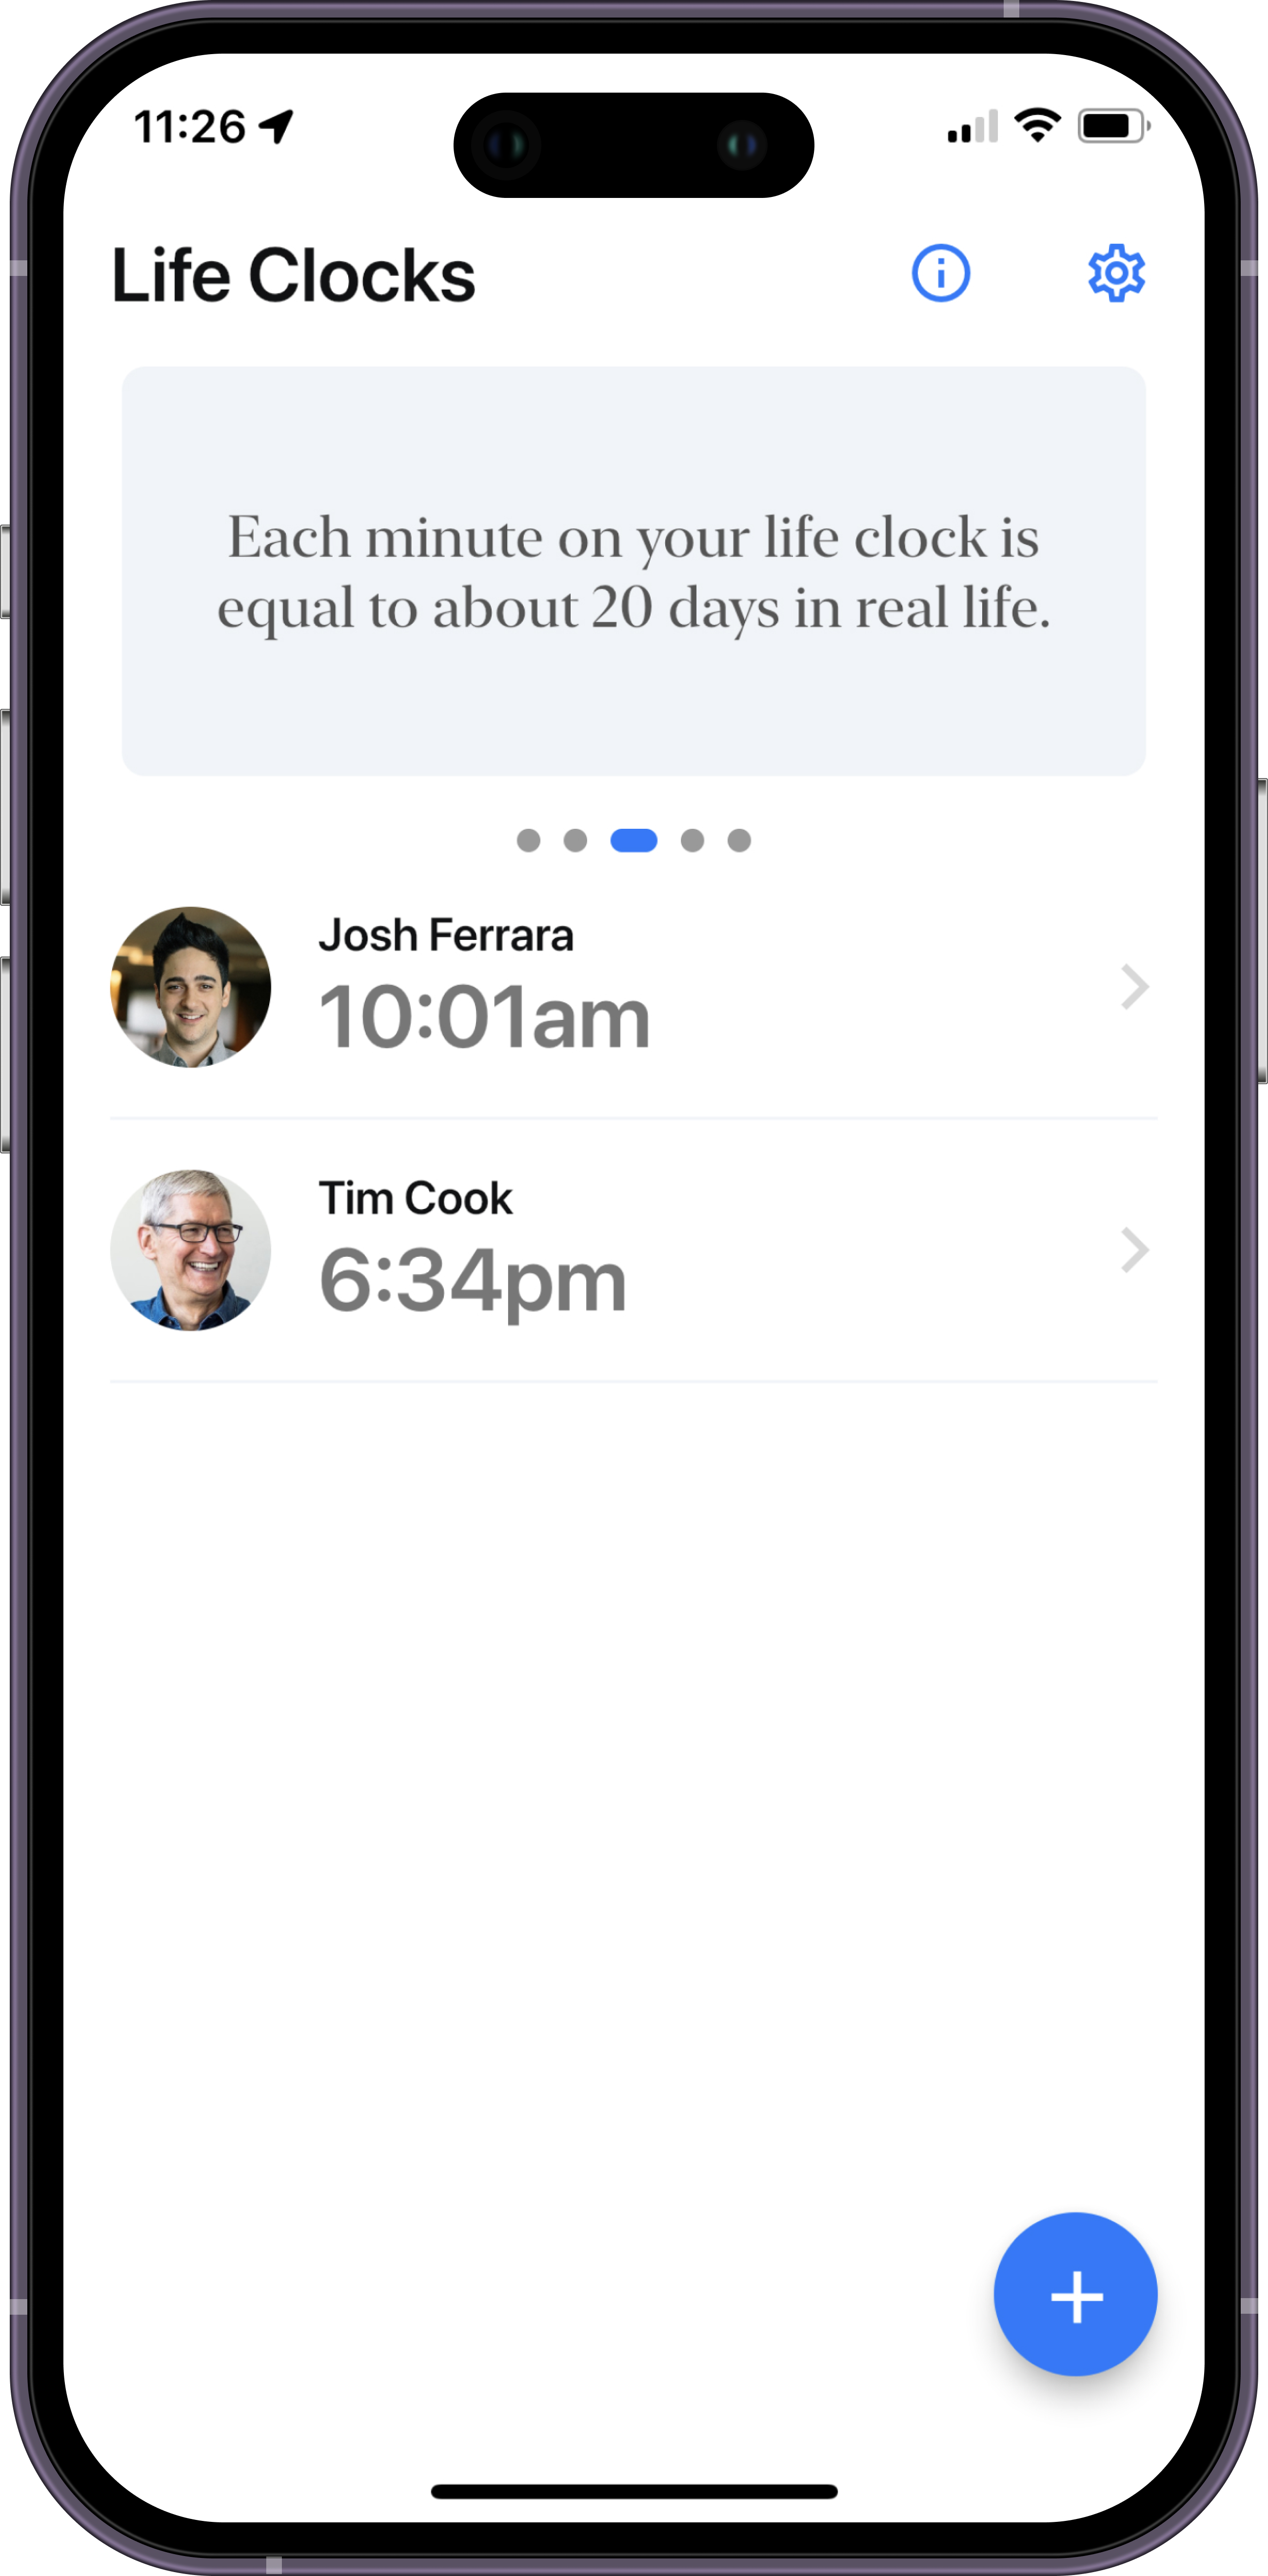 11:26
Life Clocks
Each minute on your life clock is
equal to about 20 days in real life.
Josh Ferrara
10:01am
Tim Cook
6:34pm